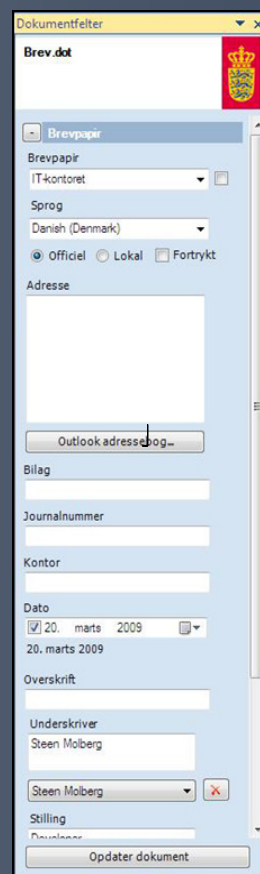 Dokumentfelter
Brev.dot
Brevpapir
Brevpapir
IT-kontoret
Sprog
Danish (Denmark)
Officiel Lokal Fortrykt
Adresse
Outlook adressebog...
Bilag
Journalnummer
Kontor
Dato
20. marts 2009
20. marts 2009
Overskrift
Underskriver
Steen Molberg
Steen Molberg
Stilling
Developer
Opdater dokument